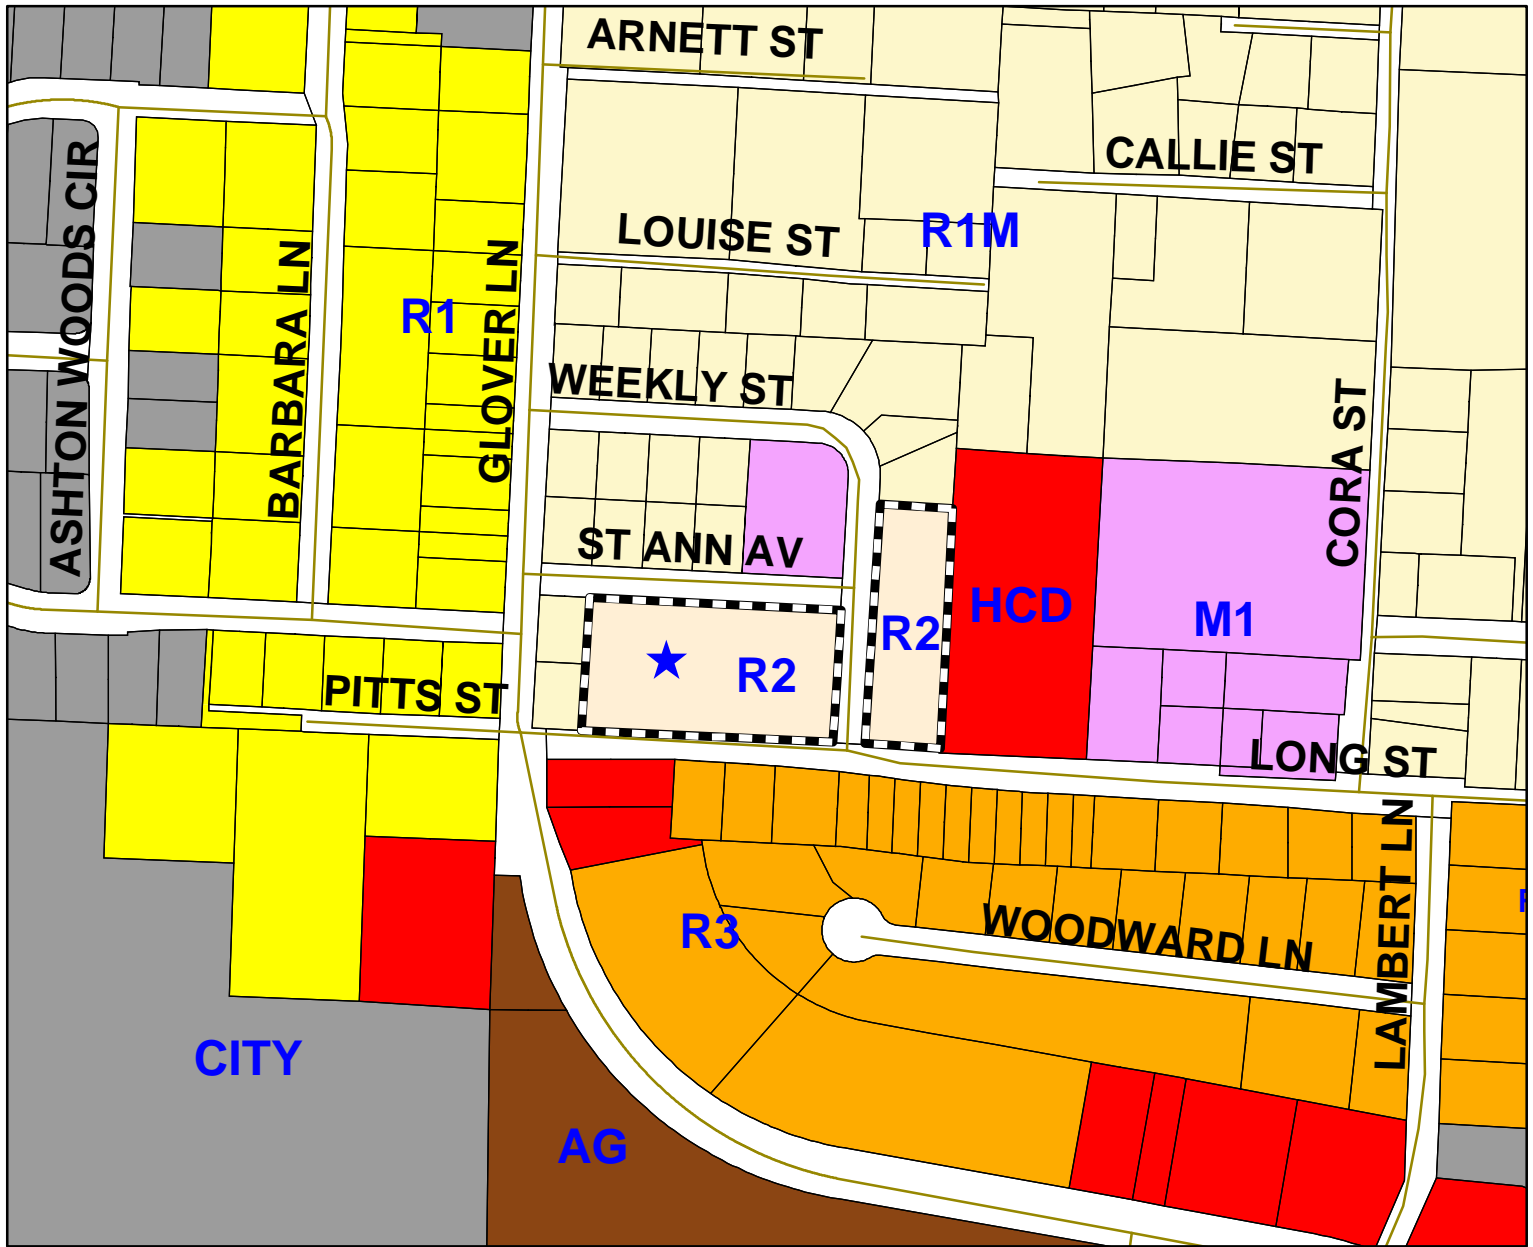 ARNETT ST
CALLIE ST
ASHTON WOODS CIR
LOUISE ST
R1M
BARBARA LN
R1
GLOVER LN
WEEKLY ST
CORA ST
ST ANN AV
HCD
M1
R2
R2
PITTS ST
LONG ST
LAMBERT LN
R3
WOODWARD LN
CITY
AG